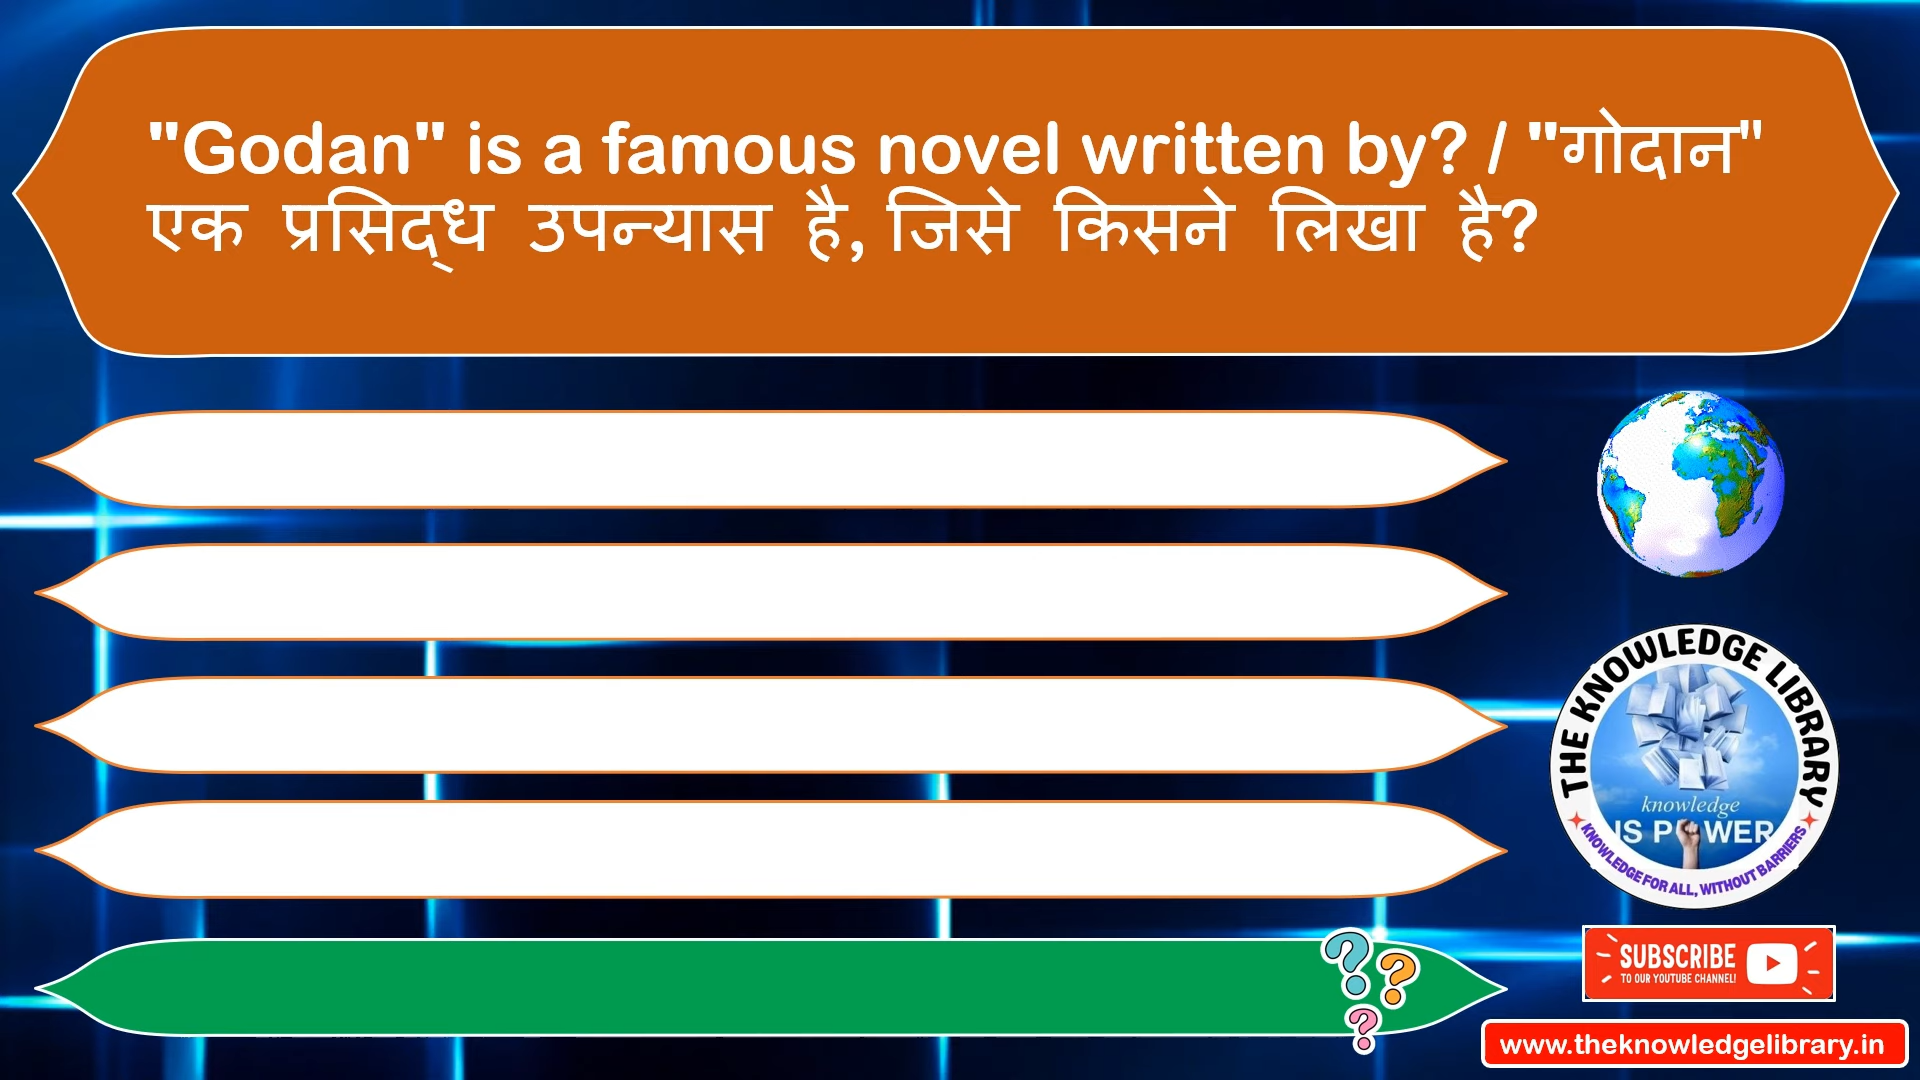 "Godan" is a famous novel written by? / "गोदान"
एक प्रसिद्ध उपन्यास है, जिसे किसने लिखा है?
THE KNOWLEDGE LIBRARY
knowledge
IS POWER
KNOWLEDGE FOR ALL, WITHOUT BARRIERS
SUBSCRIBE
TO OUR YOUTUBE CHANNEL!
www.theknowledgelibrary.in